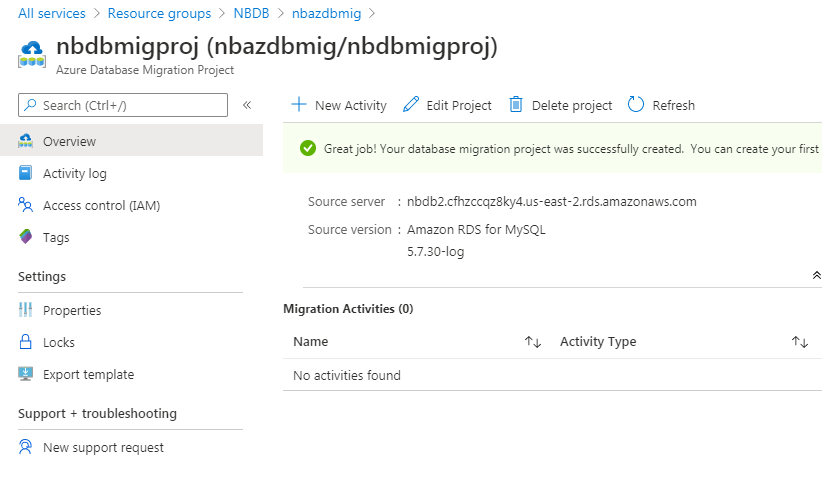 All services > Resource groups > NBDB > nbazdbmig >
nbdbmigproj (nbazdbmig/nbdbmigproj)
Azure Database Migration Project
Search (Ctrl+/) «
Overview
Activity log
Access control (IAM)
Tags
Settings
Properties
Locks
Export template
Support + troubleshooting
New support request
New Activity Edit Project Delete project Refresh
Great job! Your database migration project was successfully created. You can create your first
Source server : nbdb2.cfhzccqz8ky4.us-east-2.rds.amazonaws.com
Source version : Amazon RDS for MySQL
5.7.30-log
Migration Activities (0)
Name ↑↓ Activity Type ↑↓
No activities found